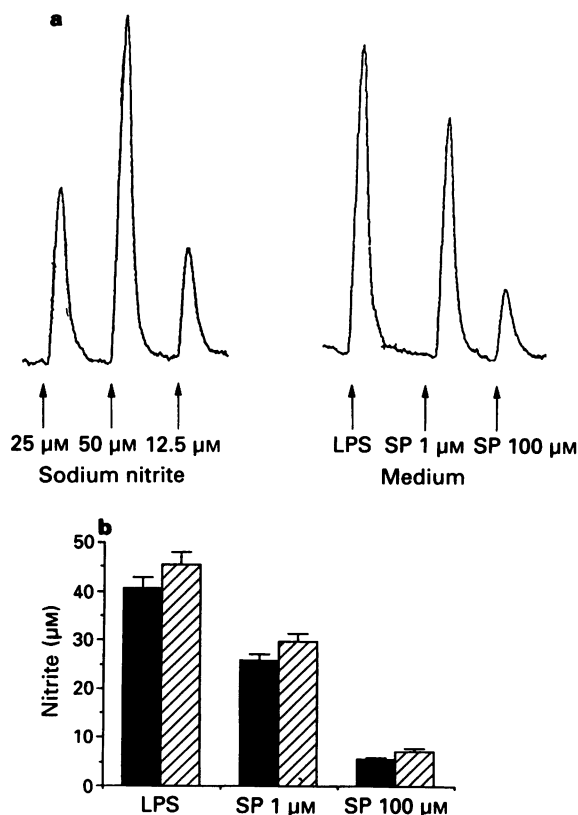 a
25 μM 50 μM 12.5 μM
Sodium nitrite
LPS SP 1 μM SP 100 μM
Medium
b
50
40
30
20
10
0
Nitrite (μM)
LPS SP 1 μM SP 100 μM